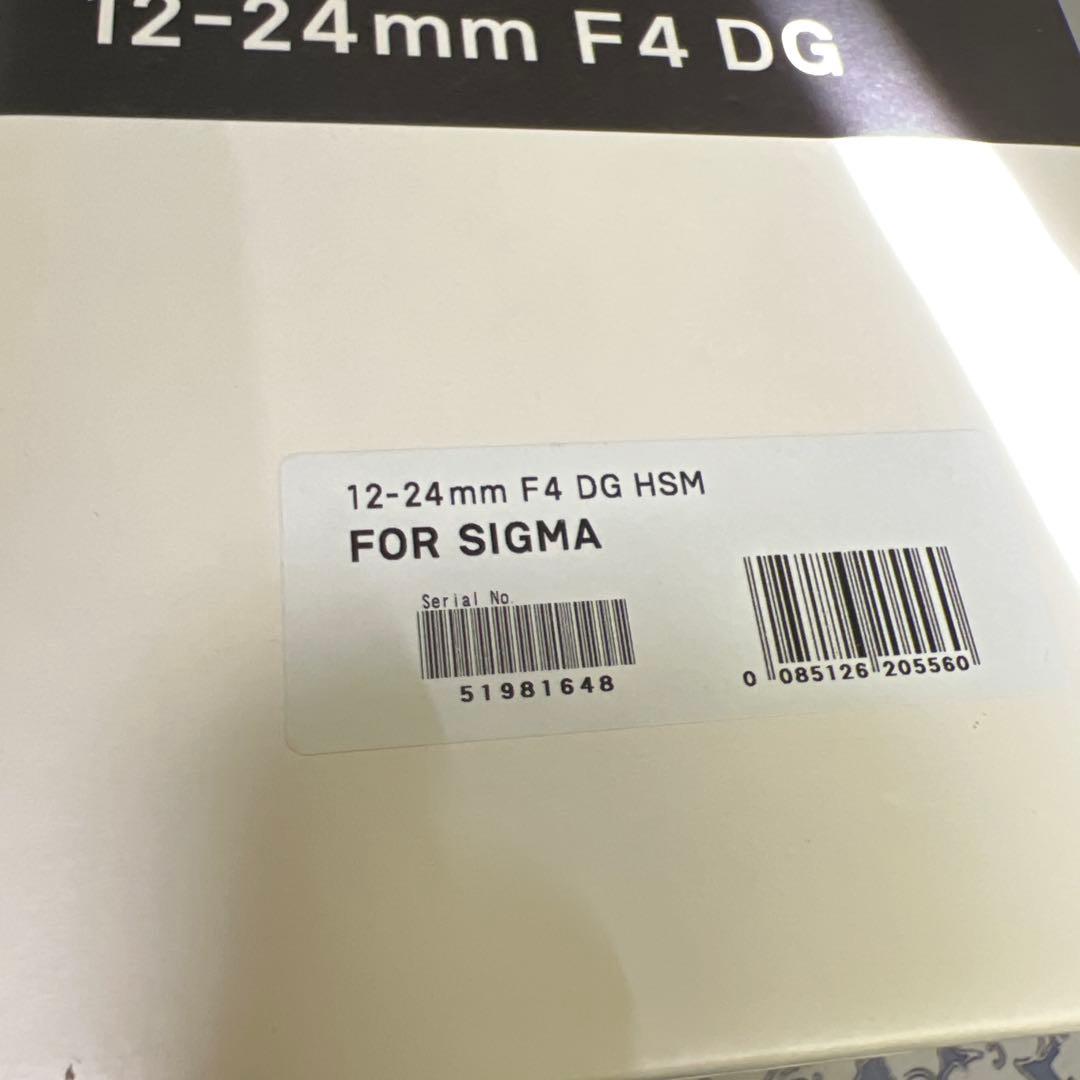 12-24mm F4 DG
12-24mm F4 DG HSM
FOR SIGMA
Serial No.
51981648
0 085126 205560